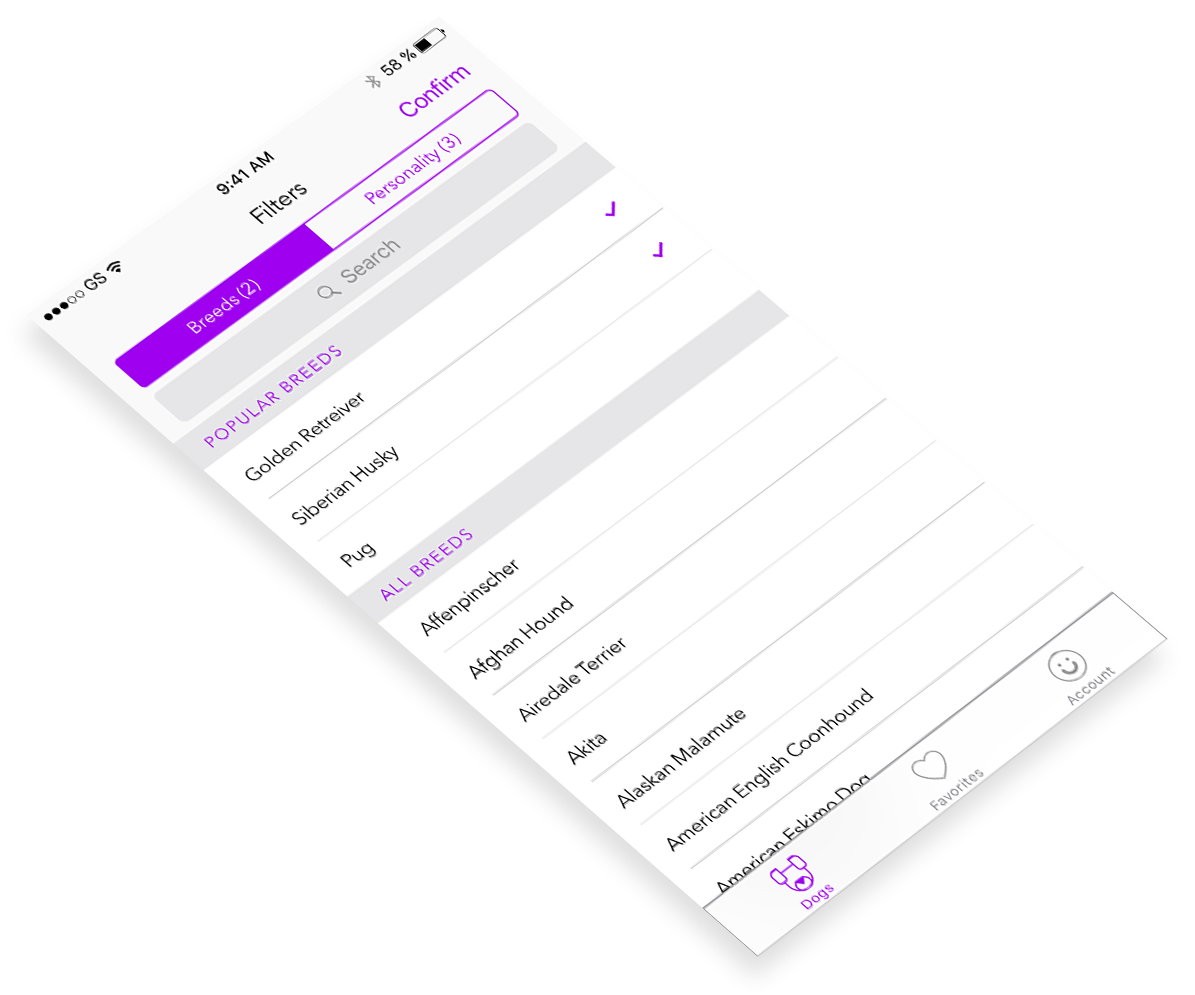 GS 9:41 AM 58 %
Filters Confirm
Breeds (2) Personality (3)
Search
POPULAR BREEDS
Golden Retreiver
Siberian Husky
Pug
ALL BREEDS
Affenpinscher
Afghan Hound
Airedale Terrier
Akita
Alaskan Malamute
American English Coonhound
American Eskimo Dog
Dogs Favorites Account